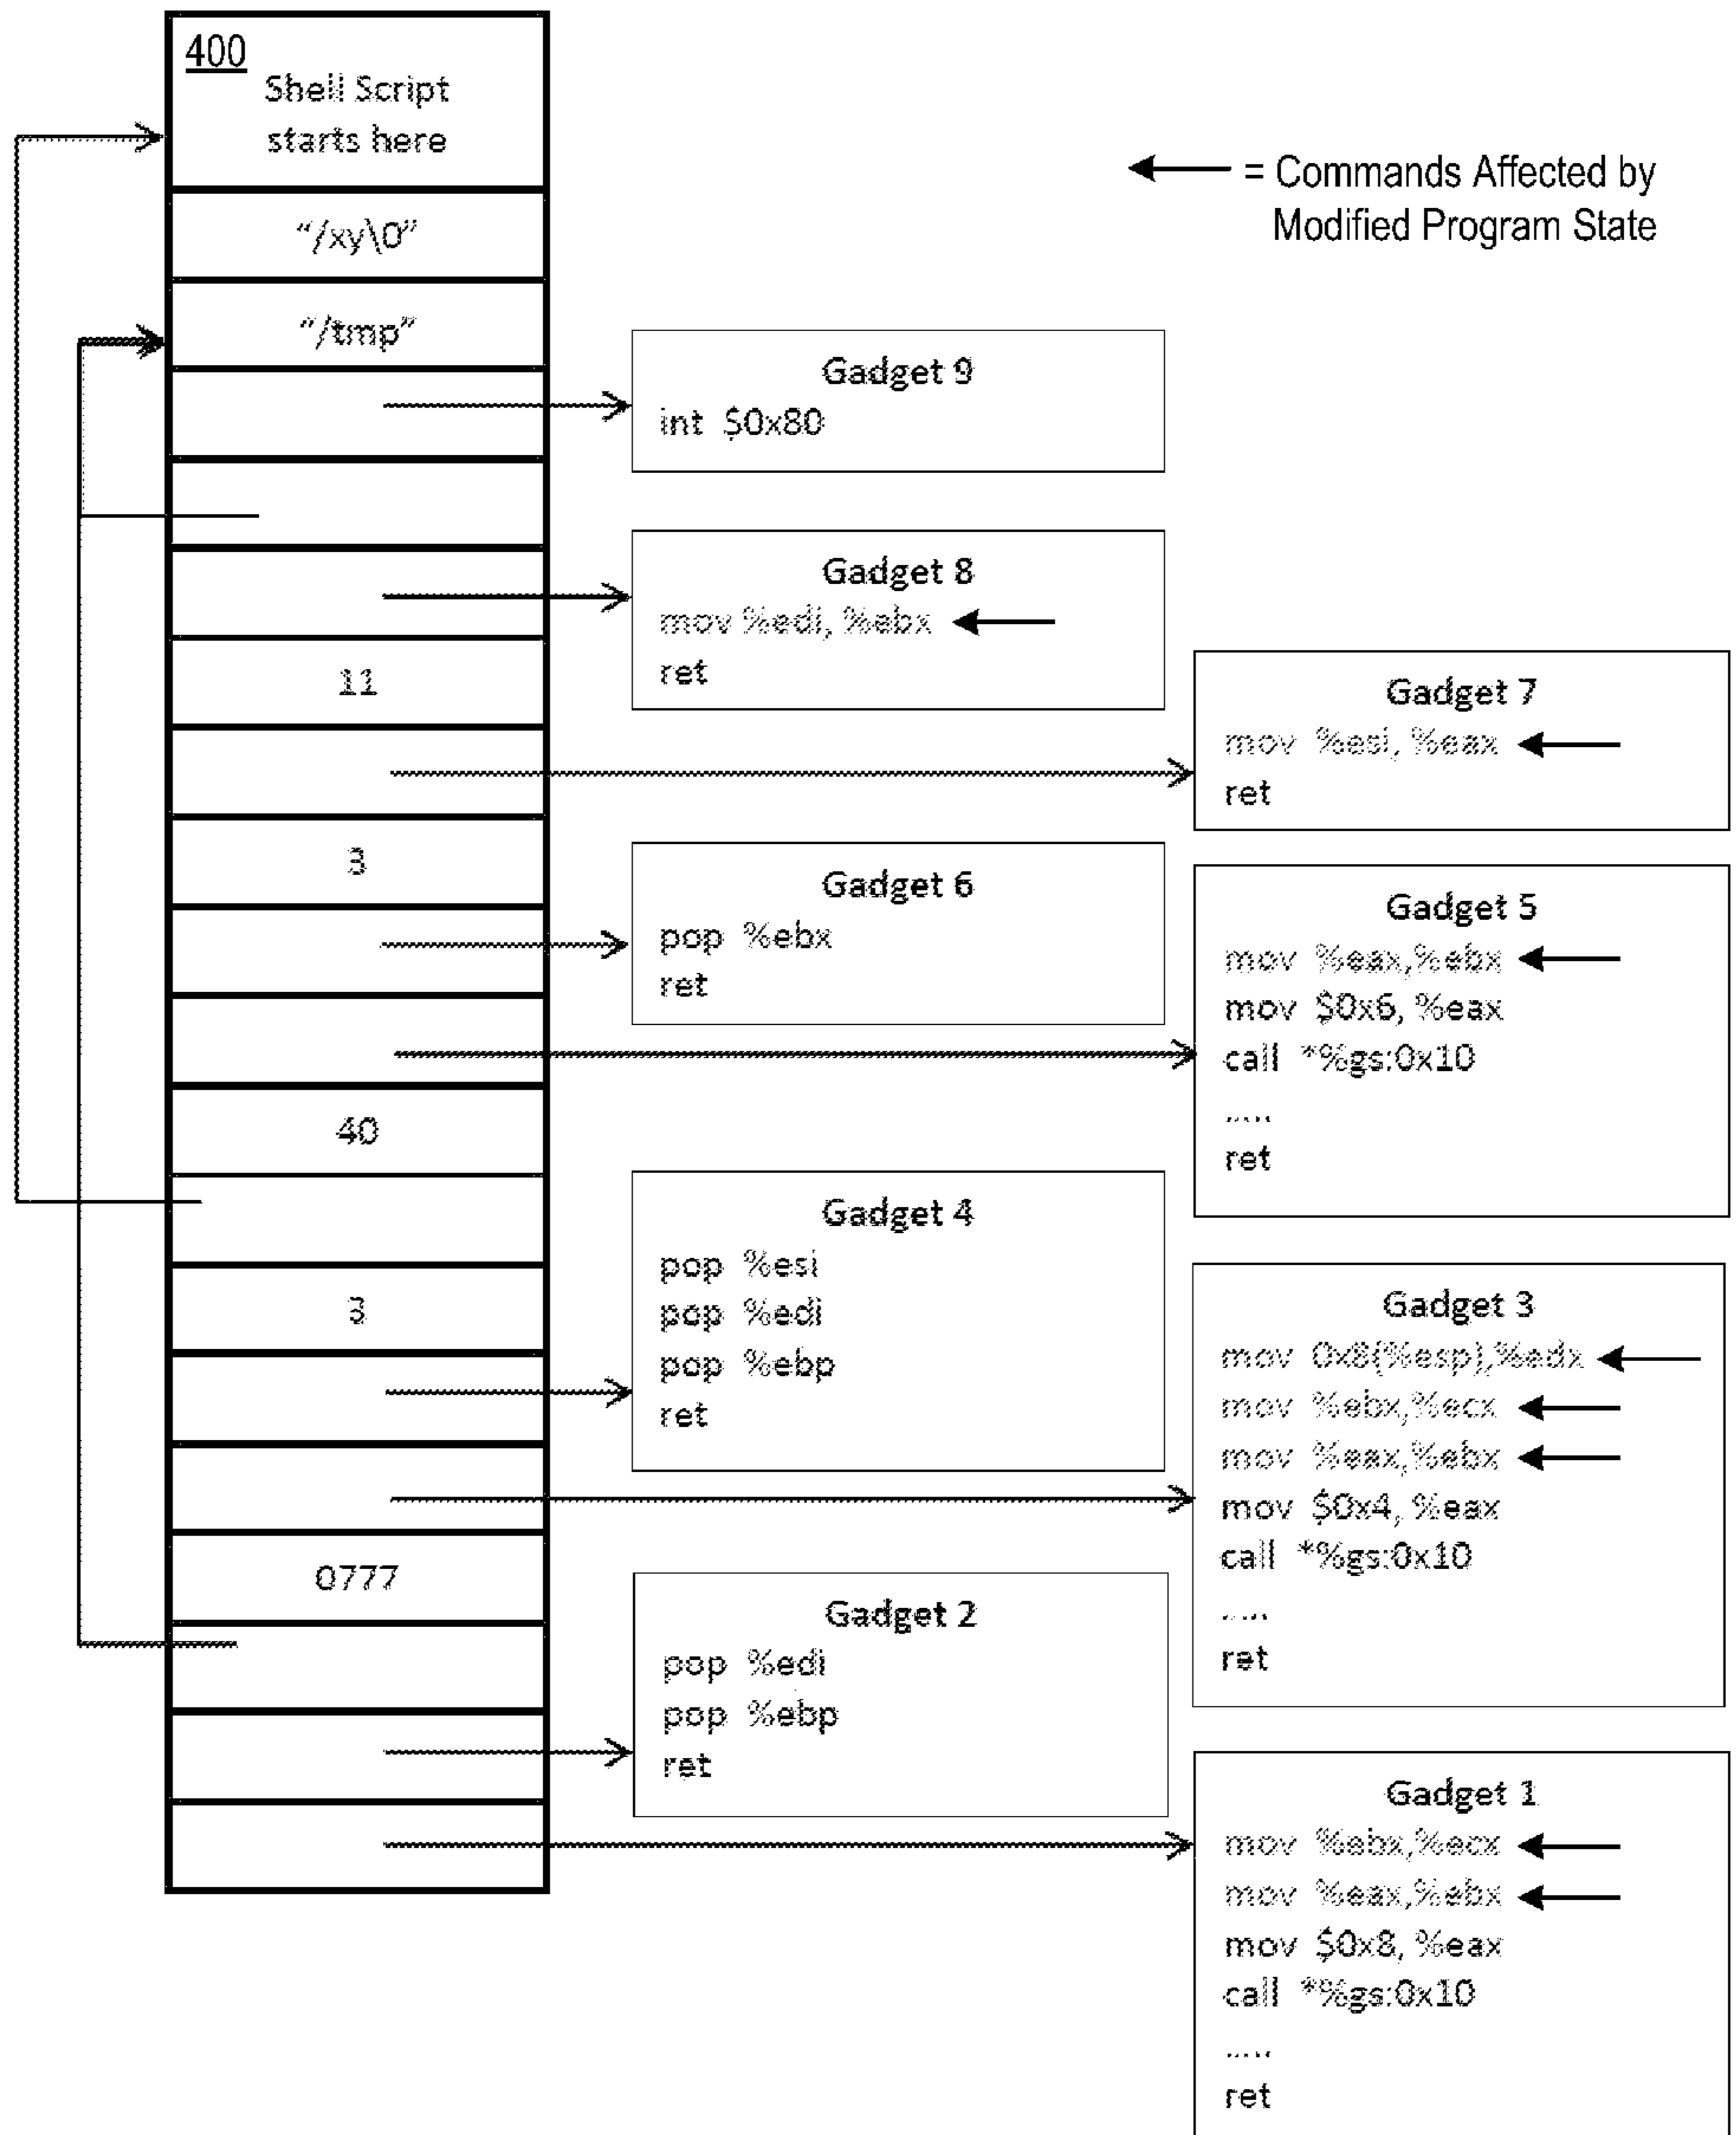 400
Shell Script
starts here
"/xy\0"
"/tmp"
11
3
40
3
0777
← = Commands Affected by
Modified Program State
Gadget 9
int $0x80
Gadget 8
mov %edi, %ebx
ret
Gadget 7
mov %esi, %eax
ret
Gadget 6
pop %ebx
ret
Gadget 5
mov %eax,%ebx
mov $0x6, %eax
call *%gs:0x10
.....
ret
Gadget 4
pop %esi
pop %edi
pop %ebp
ret
Gadget 3
mov 0x8(%esp),%edx
mov %ebx,%ecx
mov %eax,%ebx
mov $0x4, %eax
call *%gs:0x10
.....
ret
Gadget 2
pop %edi
pop %ebp
ret
Gadget 1
mov %ebx,%ecx
mov %eax,%ebx
mov $0x8, %eax
call *%gs:0x10
.....
ret